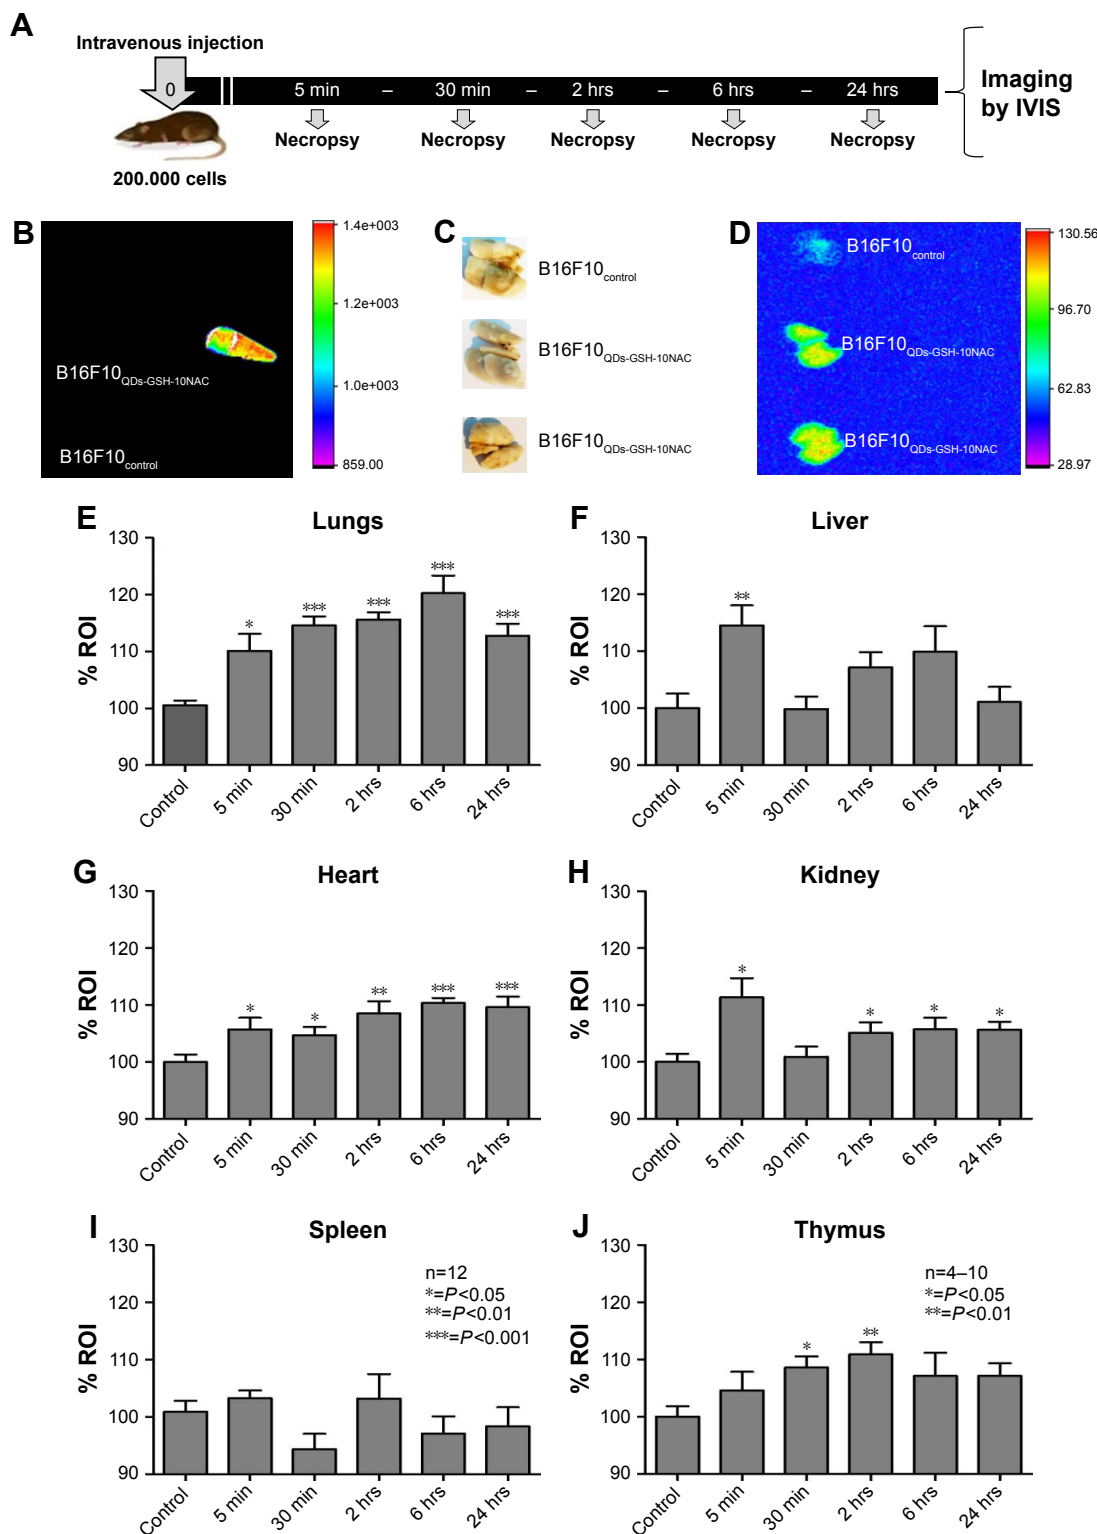 A
Intravenous injection
0
5 min – 30 min – 2 hrs – 6 hrs – 24 hrs
Necropsy Necropsy Necropsy Necropsy Necropsy
200.000 cells
Imaging
by IVIS
B
B16F10QDs-GSH-10NAC
B16F10control
1.4e+003
1.2e+003
1.0e+003
859.00
C
B16F10control
B16F10QDs-GSH-10NAC
B16F10QDs-GSH-10NAC
D
B16F10control
B16F10QDs-GSH-10NAC
B16F10QDs-GSH-10NAC
130.56
96.70
62.83
28.97
E
Lungs
% ROI
130
120
110
100
90
* *** *** *** ***
Control 5 min 30 min 2 hrs 6 hrs 24 hrs
F
Liver
% ROI
130
120
110
100
90
**
Control 5 min 30 min 2 hrs 6 hrs 24 hrs
G
Heart
% ROI
130
120
110
100
90
* * ** *** ***
Control 5 min 30 min 2 hrs 6 hrs 24 hrs
H
Kidney
% ROI
130
120
110
100
90
* * * *
Control 5 min 30 min 2 hrs 6 hrs 24 hrs
I
Spleen
% ROI
130
120
110
100
90
n=12
*=P<0.05
**=P<0.01
***=P<0.001
Control 5 min 30 min 2 hrs 6 hrs 24 hrs
J
Thymus
% ROI
130
120
110
100
90
n=4–10
*=P<0.05
**=P<0.01
* **
Control 5 min 30 min 2 hrs 6 hrs 24 hrs